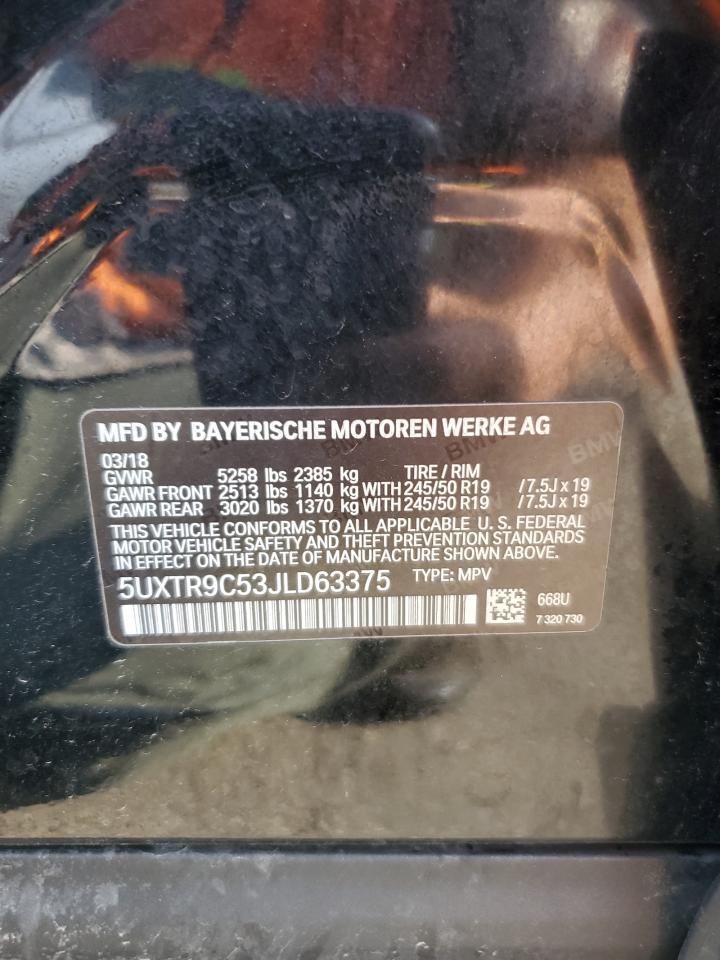 MFD BY BAYERISCHE MOTOREN WERKE AG
03/18
GVWR 5258 lbs 2385 kg TIRE / RIM
GAWR FRONT 2513 lbs 1140 kg WITH 245/50 R19 / 7.5J x 19
GAWR REAR 3020 lbs 1370 kg WITH 245/50 R19 / 7.5J x 19
THIS VEHICLE CONFORMS TO ALL APPLICABLE U. S. FEDERAL
MOTOR VEHICLE SAFETY AND THEFT PREVENTION STANDARDS
IN EFFECT ON THE DATE OF MANUFACTURE SHOWN ABOVE.
5UXTR9C53JLD63375 TYPE: MPV
668U
7 320 730
BMW
BMW